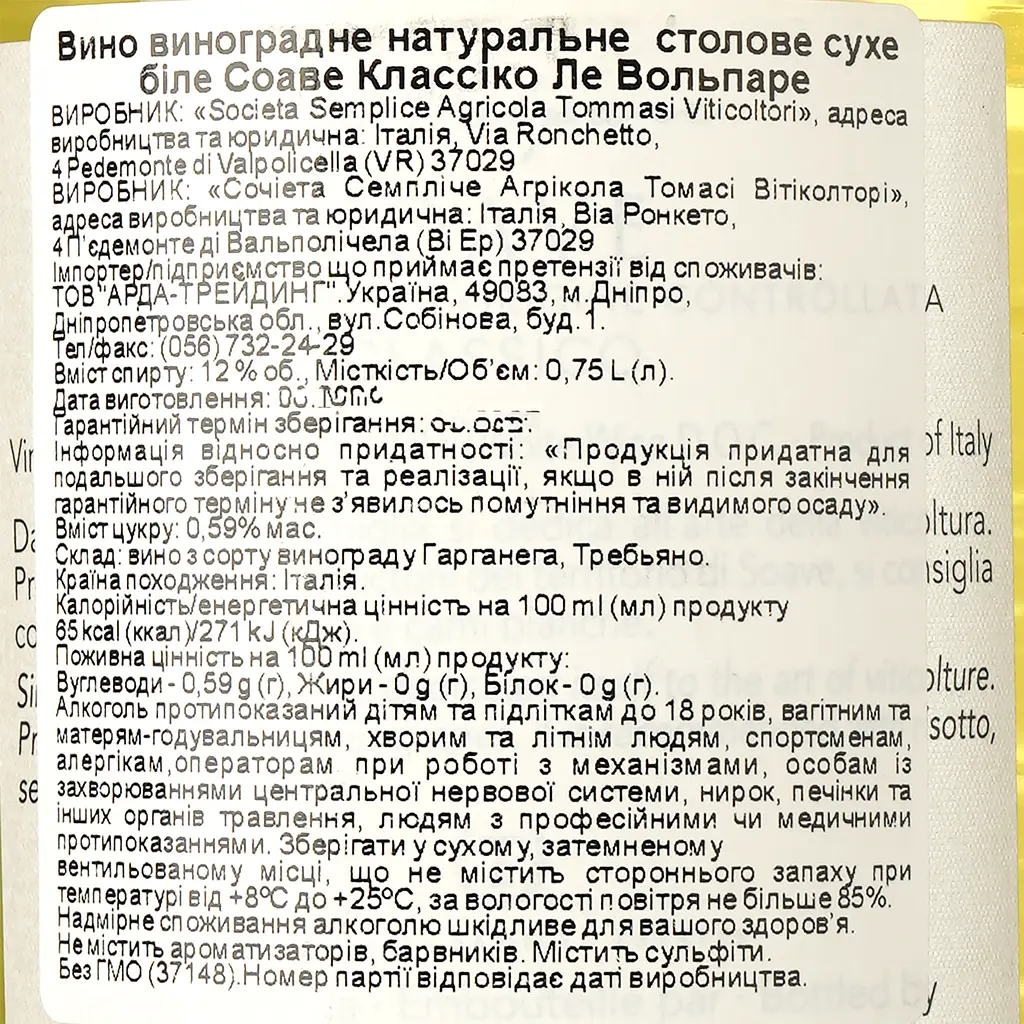 Вино виноградне натуральне столове сухе
біле Соаве Классіко Ле Вольпаре
ВИРОБНИК: «Societa Semplice Agricola Tommasi Viticoltori», адреса
виробництва та юридична: Італія, Via Ronchetto,
4 Pedemonte di Valpolicella (VR) 37029
ВИРОБНИК: «Сочіета Семпліче Агрікола Томасі Вітіколторі»,
адреса виробництва та юридична: Італія, Віа Ронкето,
4 П'єдемонте ді Вальполічела (Ві Ер) 37029
Імпортер/підприємство що приймає претензії від споживачів:
ТОВ"АРДА-ТРЕЙДИНГ".Україна, 49083, м.Дніпро,
Дніпропетровська обл., вул.Собінова, буд.1.
Тел/факс: (056) 732-24-29
Вміст спирту: 12 % об., Місткість/Об'єм: 0,75 L (л).
Дата виготовлення:
Гарантійний термін зберігання:
Інформація відносно придатності: «Продукція придатна для
подальшого зберігання та реалізації, якщо в ній після закінчення
гарантійного терміну не з'явилось помутніння та видимого осаду».
Вміст цукру: 0,59% мас.
Склад: вино з сорту винограду Гарганега, Требьяно.
Країна походження: Італія.
Калорійність/енергетична цінність на 100 ml (мл) продукту
65 kcal (ккал)/271 kJ (кДж).
Поживна цінність на 100 ml (мл) продукту:
Вуглеводи - 0,59 g (г), Жири - 0 g (г), Білок - 0 g (г).
Алкоголь протипоказаний дітям та підліткам до 18 років, вагітним та
матерям-годувальницям, хворим та літнім людям, спортсменам,
алергікам,операторам при роботі з механізмами, особам із
захворюваннями центральної нервової системи, нирок, печінки та
інших органів травлення, людям з професійними чи медичними
протипоказаннями. Зберігати у сухому, затемненому
вентильованому місці, що не містить стороннього запаху при
температурі від +8°C до +25°C, за вологості повітря не більше 85%.
Надмірне споживання алкоголю шкідливе для вашого здоров'я.
Не містить ароматизаторів, барвників. Містить сульфіти.
Без ГМО (37148).Номер партії відповідає даті виробництва.
of Italy